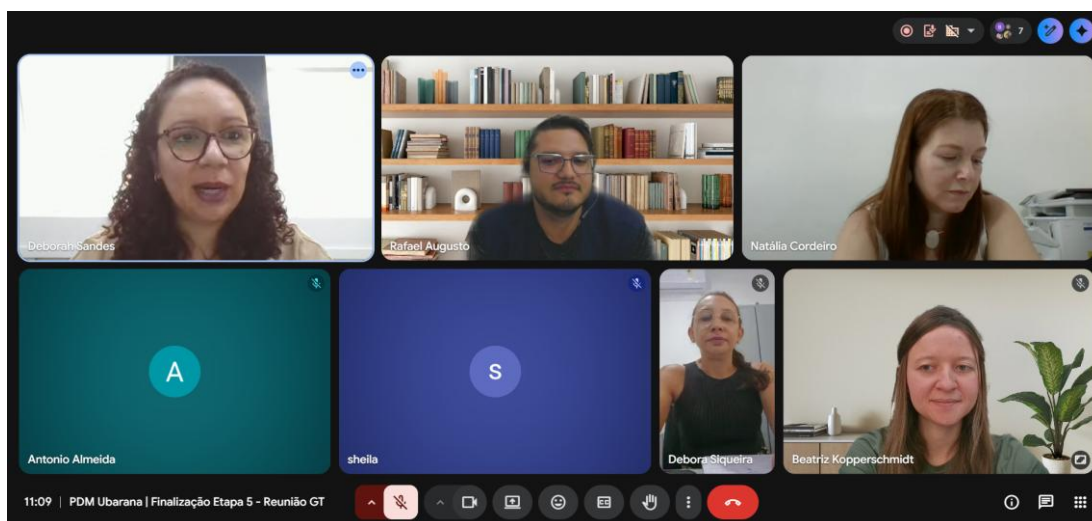 7
Deborah Sandes
Rafael Augusto
Natália Cordeiro
A
Antonio Almeida
S
sheila
Debora Siqueira
Beatriz Kopperschmidt
11:09 | PDM Ubarana | Finalização Etapa 5 - Reunião GT